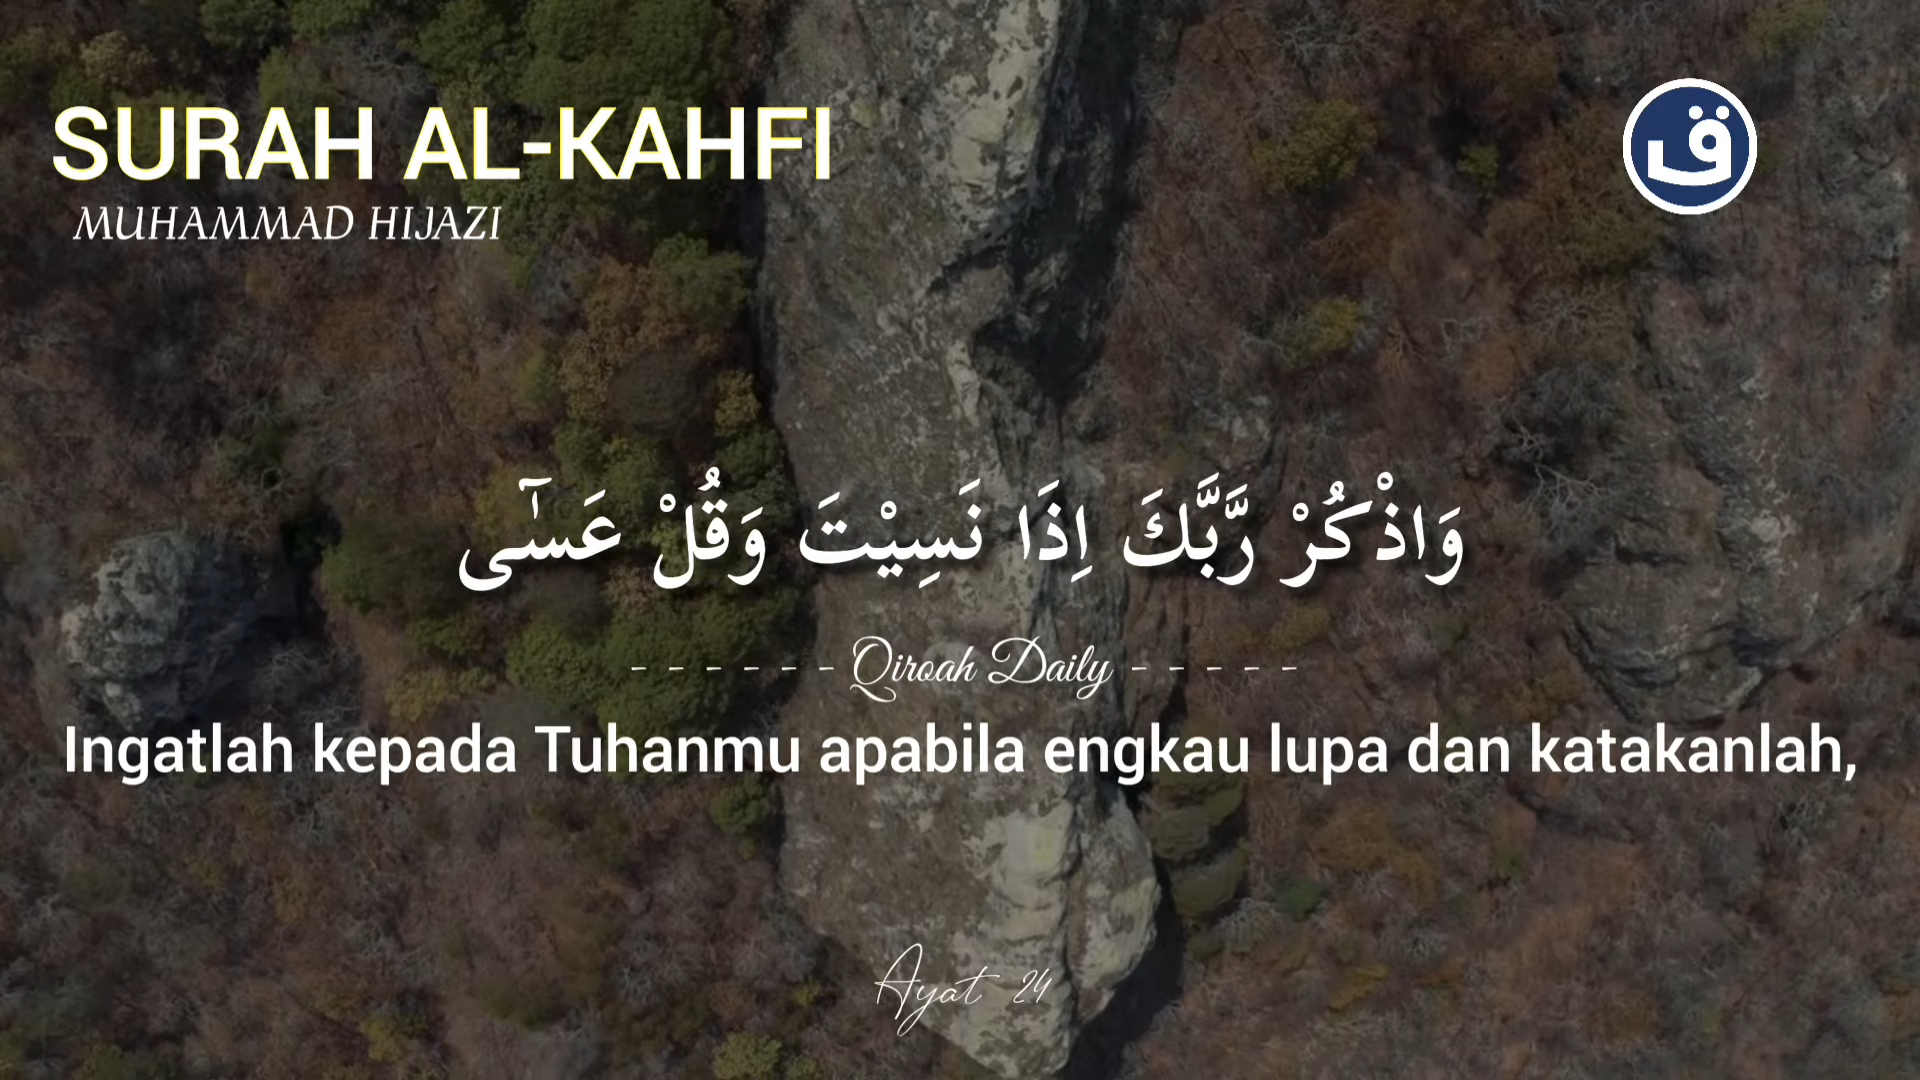 SURAH AL-KAHFI
MUHAMMAD HIJAZI
ق
وَاذْكُرْ رَّبَّكَ اِذَا نَسِيْتَ وَقُلْ عَسٰٓى
------ Qiroah Daily -----
Ingatlah kepada Tuhanmu apabila engkau lupa dan katakanlah,
Ayat 24